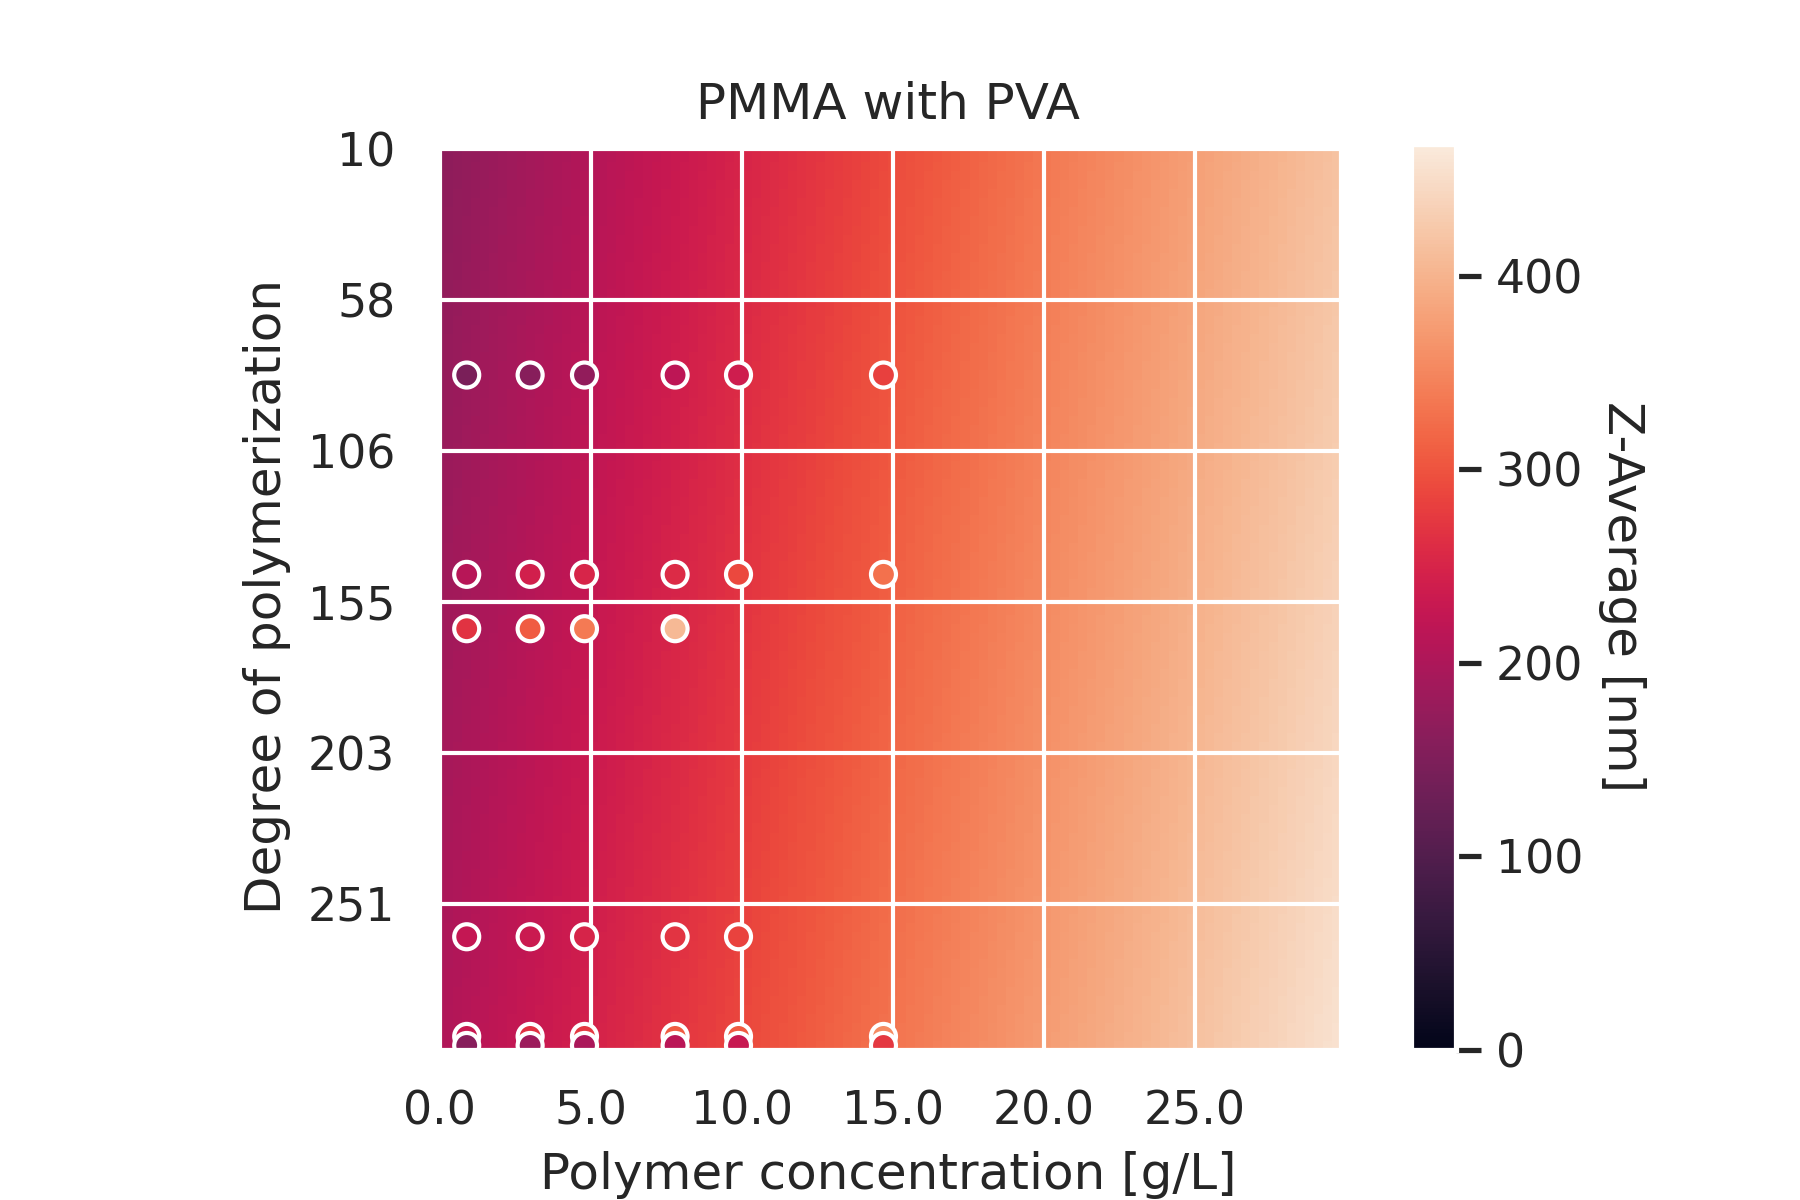 PMMA with PVA
10
58
106
155
203
251
Degree of polymerization
0.0 5.0 10.0 15.0 20.0 25.0
Polymer concentration [g/L]
400
300
200
100
0
Z-Average [nm]